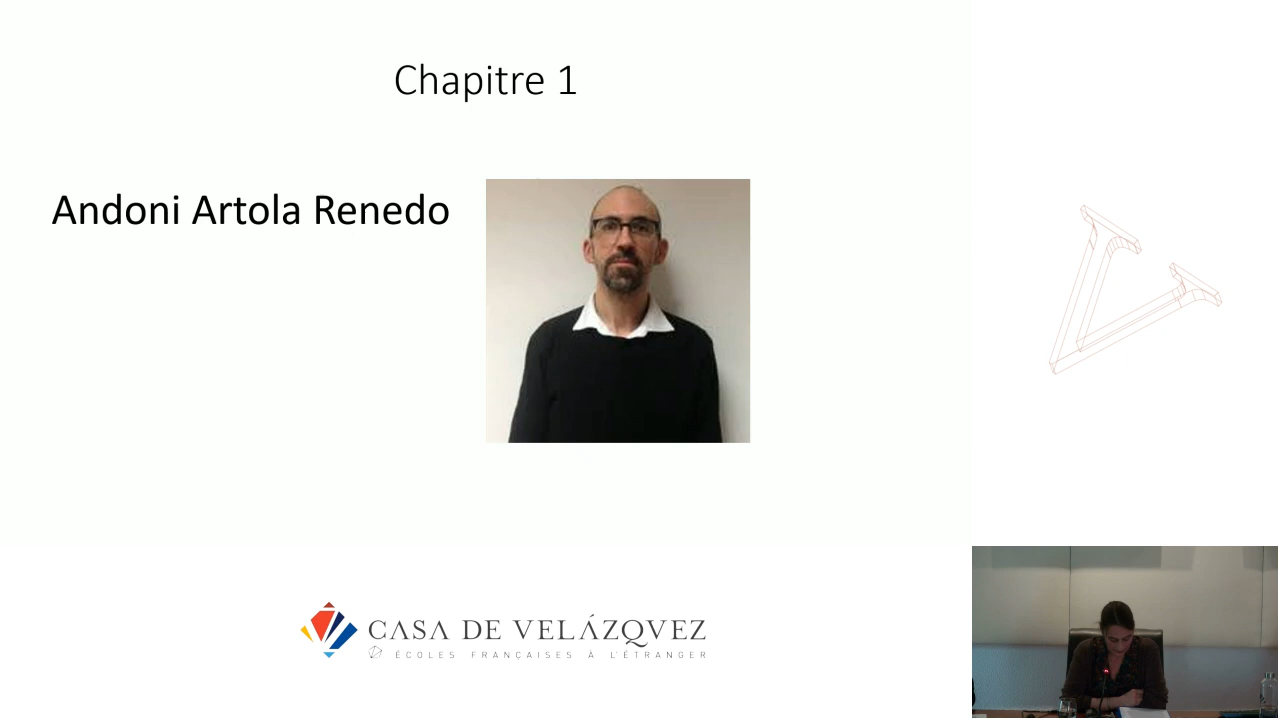 Chapitre 1
Andoni Artola Renedo
CASA DE VELÁZQVEZ
ÉCOLES FRANÇAISES À L'ÉTRANGER